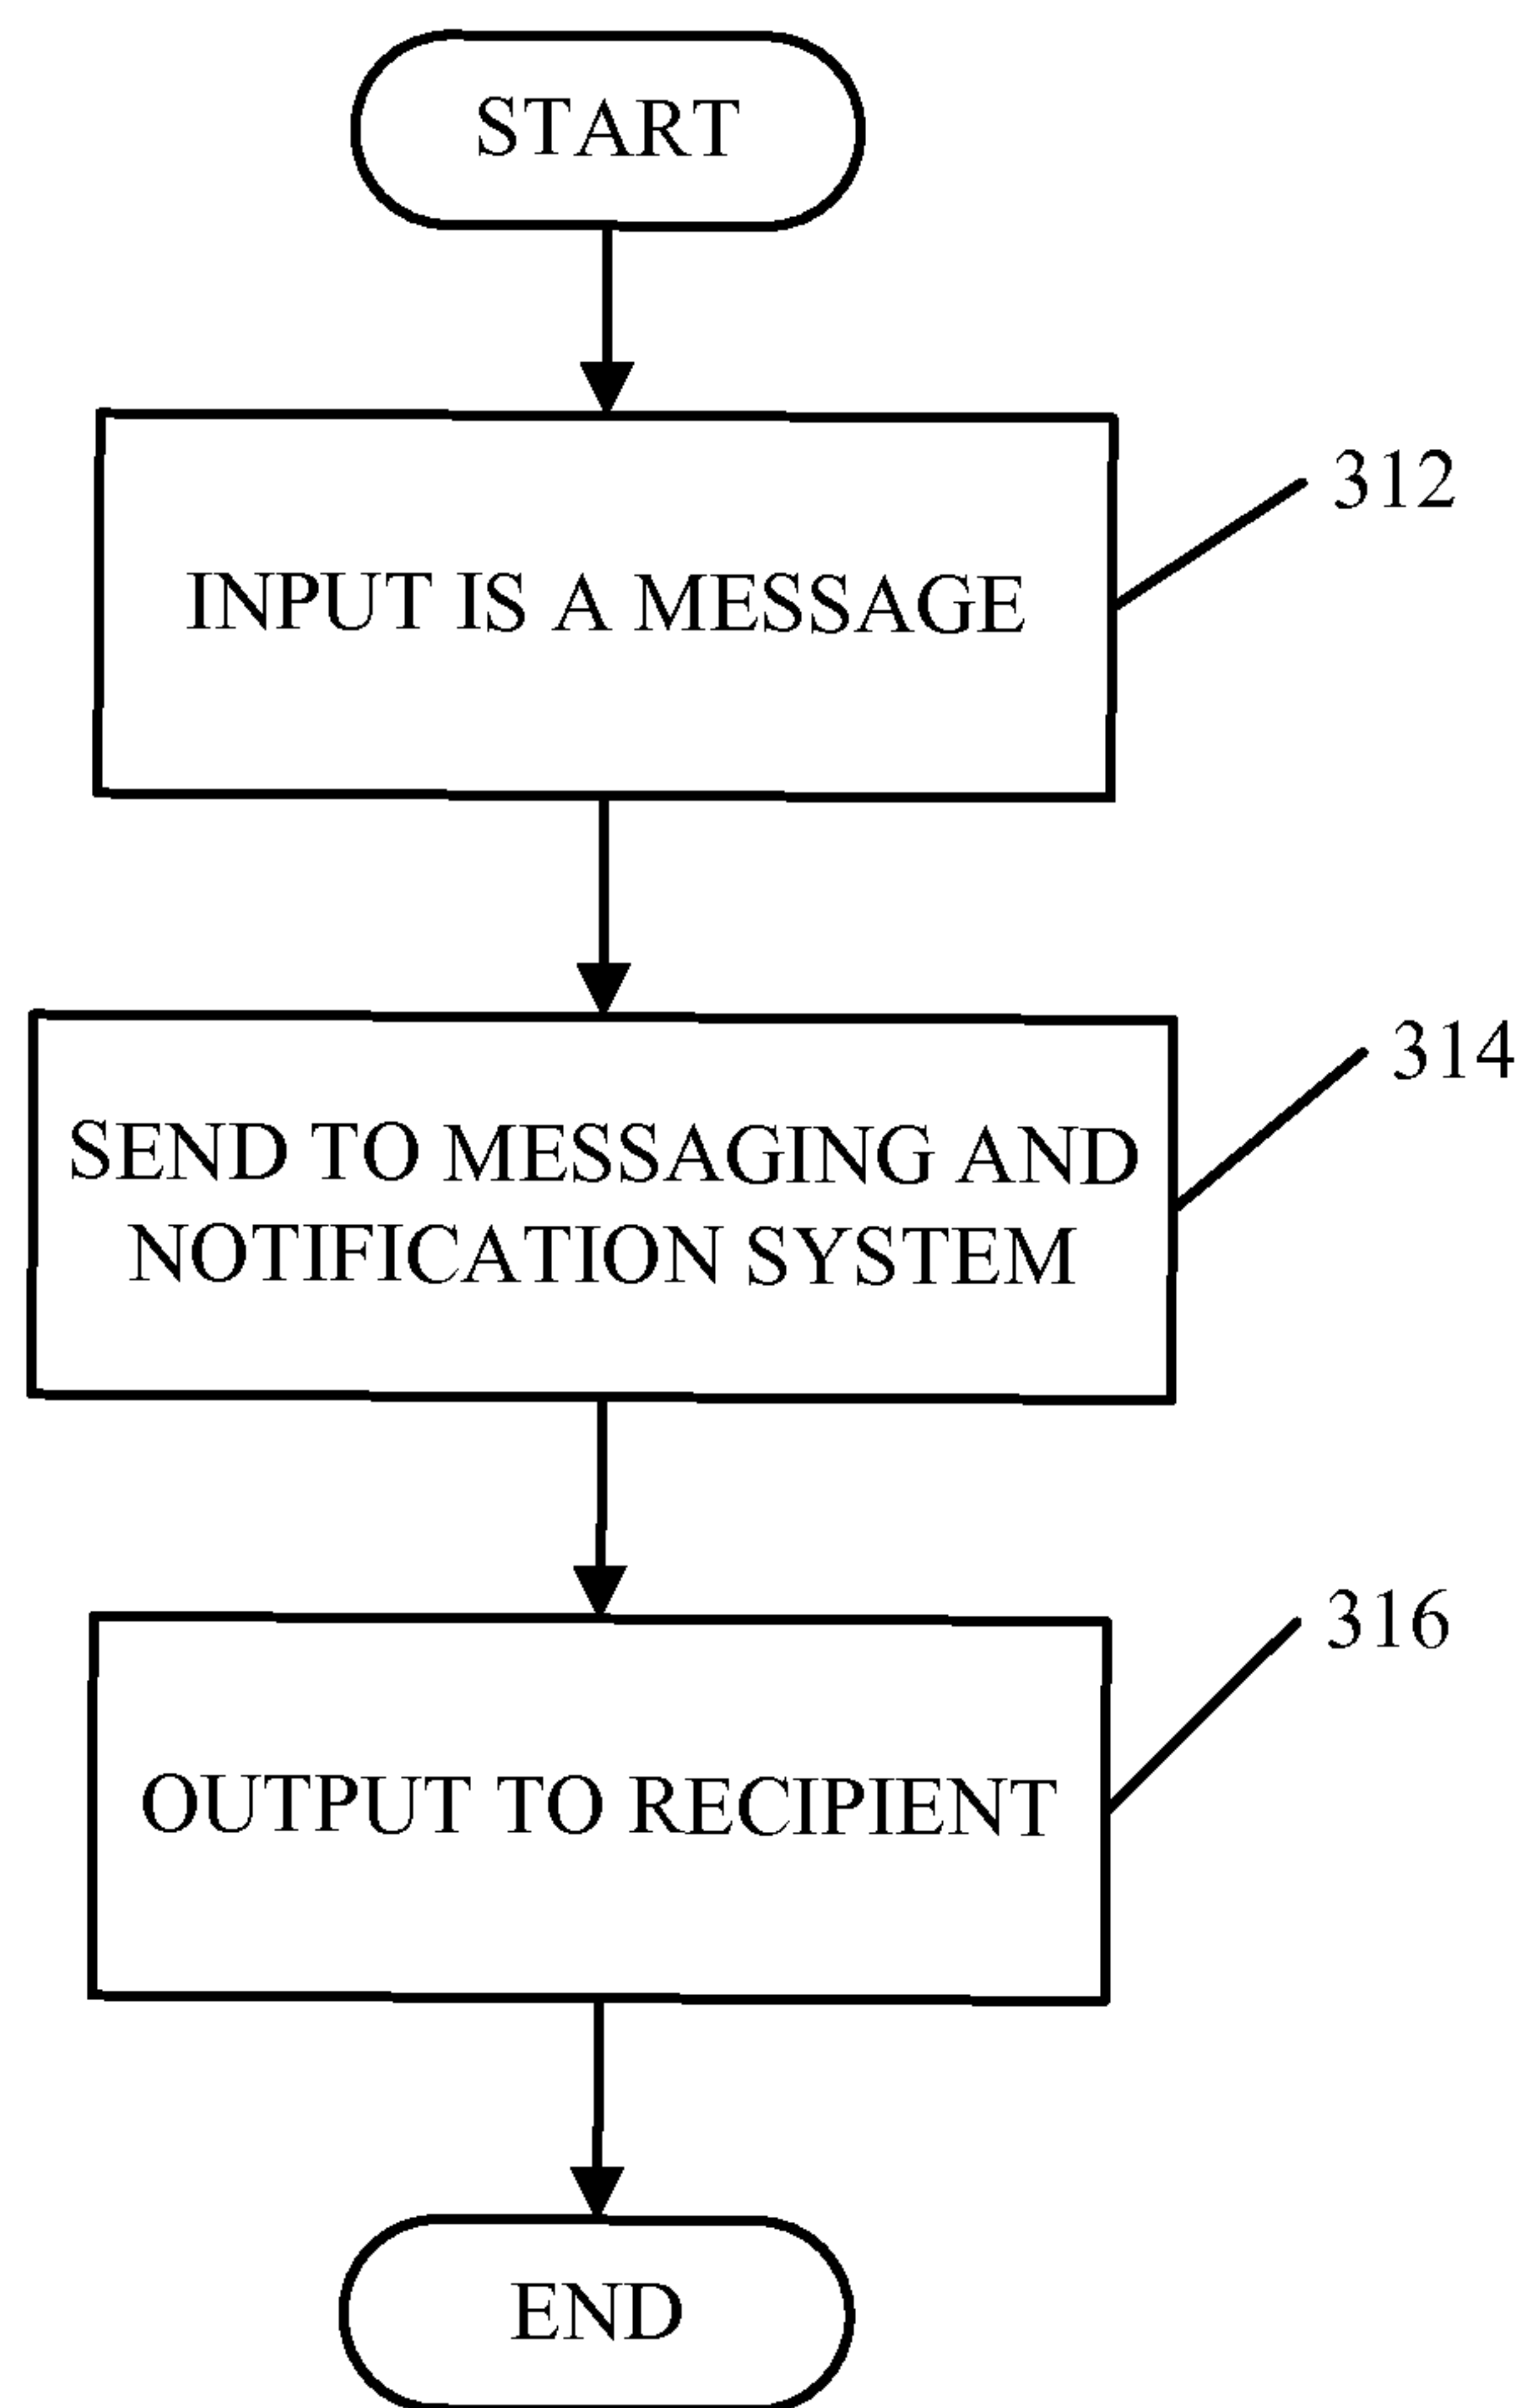 START
INPUT IS A MESSAGE
312
SEND TO MESSAGING AND
NOTIFICATION SYSTEM
314
OUTPUT TO RECIPIENT
316
END